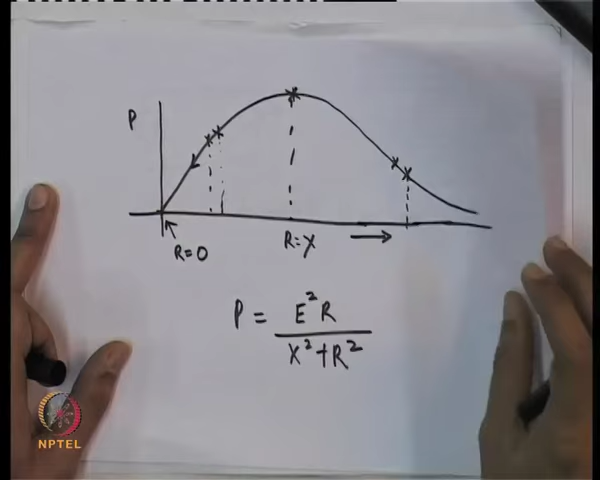 P
R=0
R=X
P = E²R / X²+R²
NPTEL